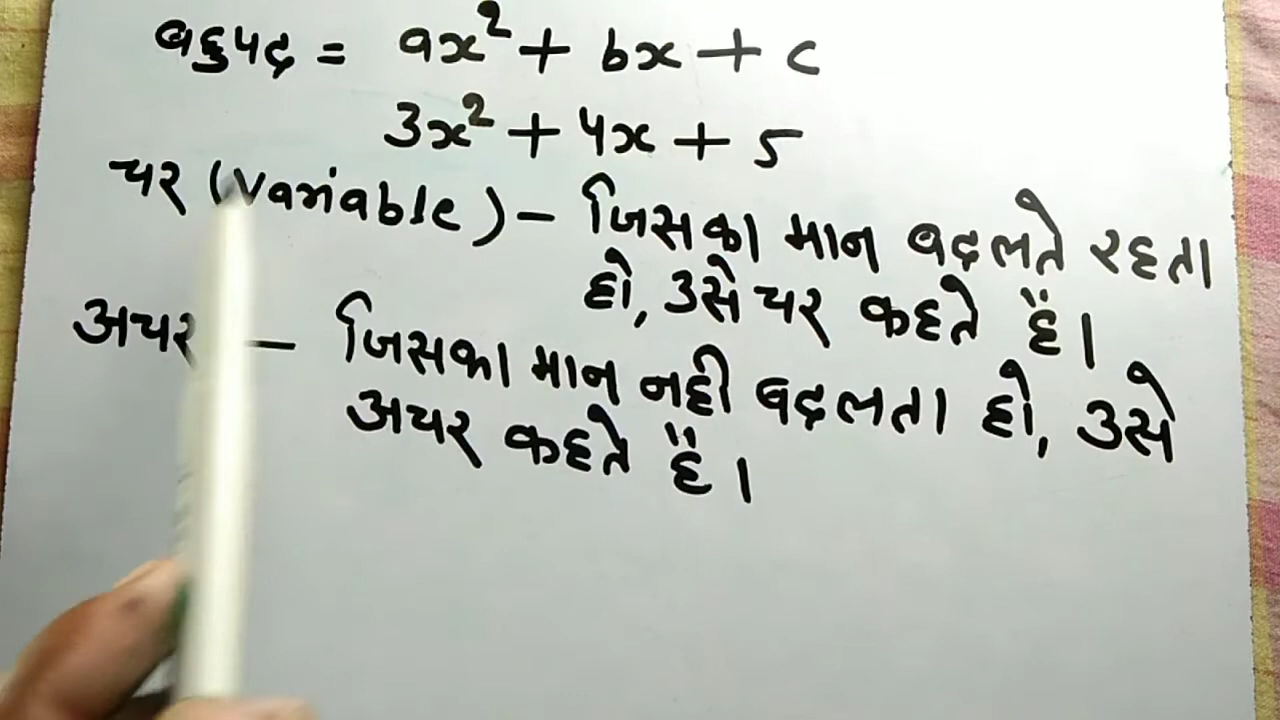 बहुपद = ax² + bx + c
3x² + 4x + 5
चर (Variable) – जिसका मान बदलते रहता
हो, उसे चर कहते हैं।
अचर – जिसका मान नही बदलता हो, उसे
अचर कहते हैं।